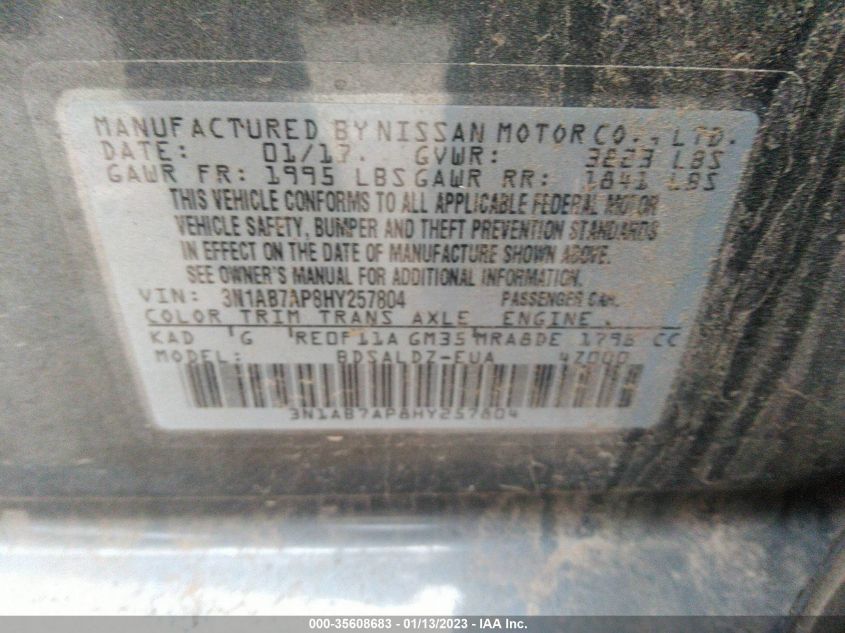 MANUFACTURED BY NISSAN MOTOR CO., LTD.
DATE: 01/17. GVWR: 3823 LBS
GAWR FR: 1995 LBS GAWR RR: 1841 LBS
THIS VEHICLE CONFORMS TO ALL APPLICABLE FEDERAL MOTOR
VEHICLE SAFETY, BUMPER AND THEFT PREVENTION STANDARDS
IN EFFECT ON THE DATE OF MANUFACTURE SHOWN ABOVE.
SEE OWNER'S MANUAL FOR ADDITIONAL INFORMATION.
VIN: 3N1AB7AP8HY257804 PASSENGER CAR.
COLOR TRIM TRANS AXLE ENGINE.
KAD G RE0F11A GM35 MRA8DE 1798 CC
MODEL: BDSALDZ-EUA 4Z000
3N1AB7AP8HY257804
000-35608683 - 01/13/2023 - IAA Inc.